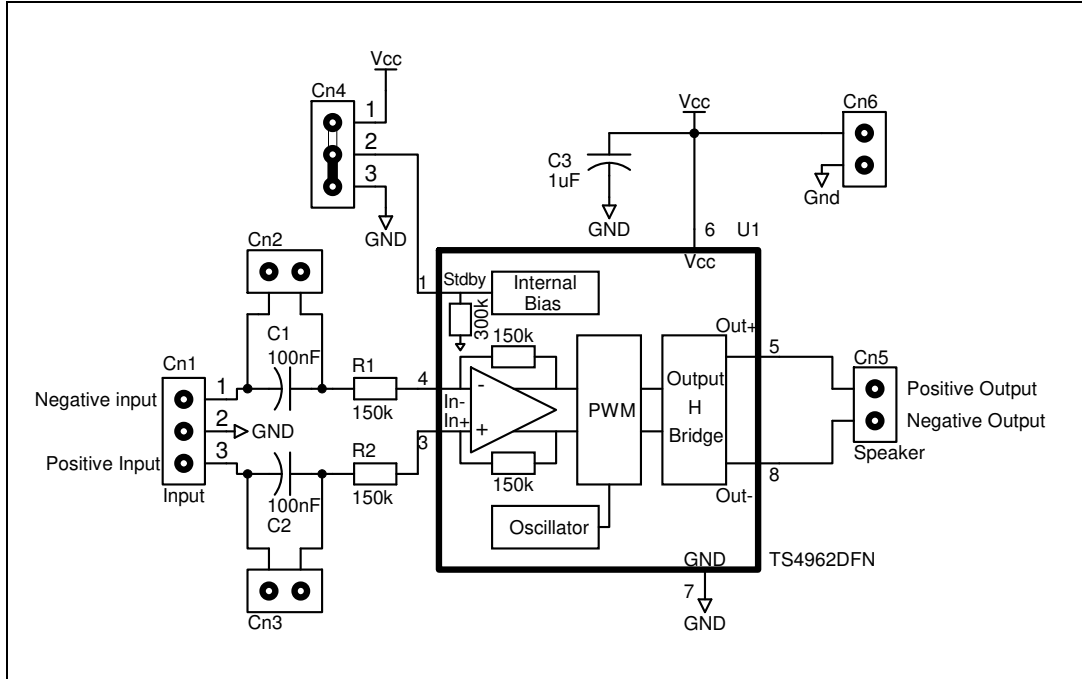 Vcc
Cn4
1
2
3
GND
Vcc
Cn6
C3
1uF
GND
Gnd
6
U1
Vcc
Cn2
1
Stdby
Internal
Bias
300k
150k
Out+
5
C1
100nF
Cn1
1
R1
150k
4
In-
In+
3
-
+
PWM
Output
H
Bridge
Cn5
Positive Output
Negative Output
Speaker
Negative input
2
GND
Positive Input
3
Input
R2
150k
150k
100nF
C2
Out-
8
Oscillator
GND
TS4962DFN
7
GND
Cn3